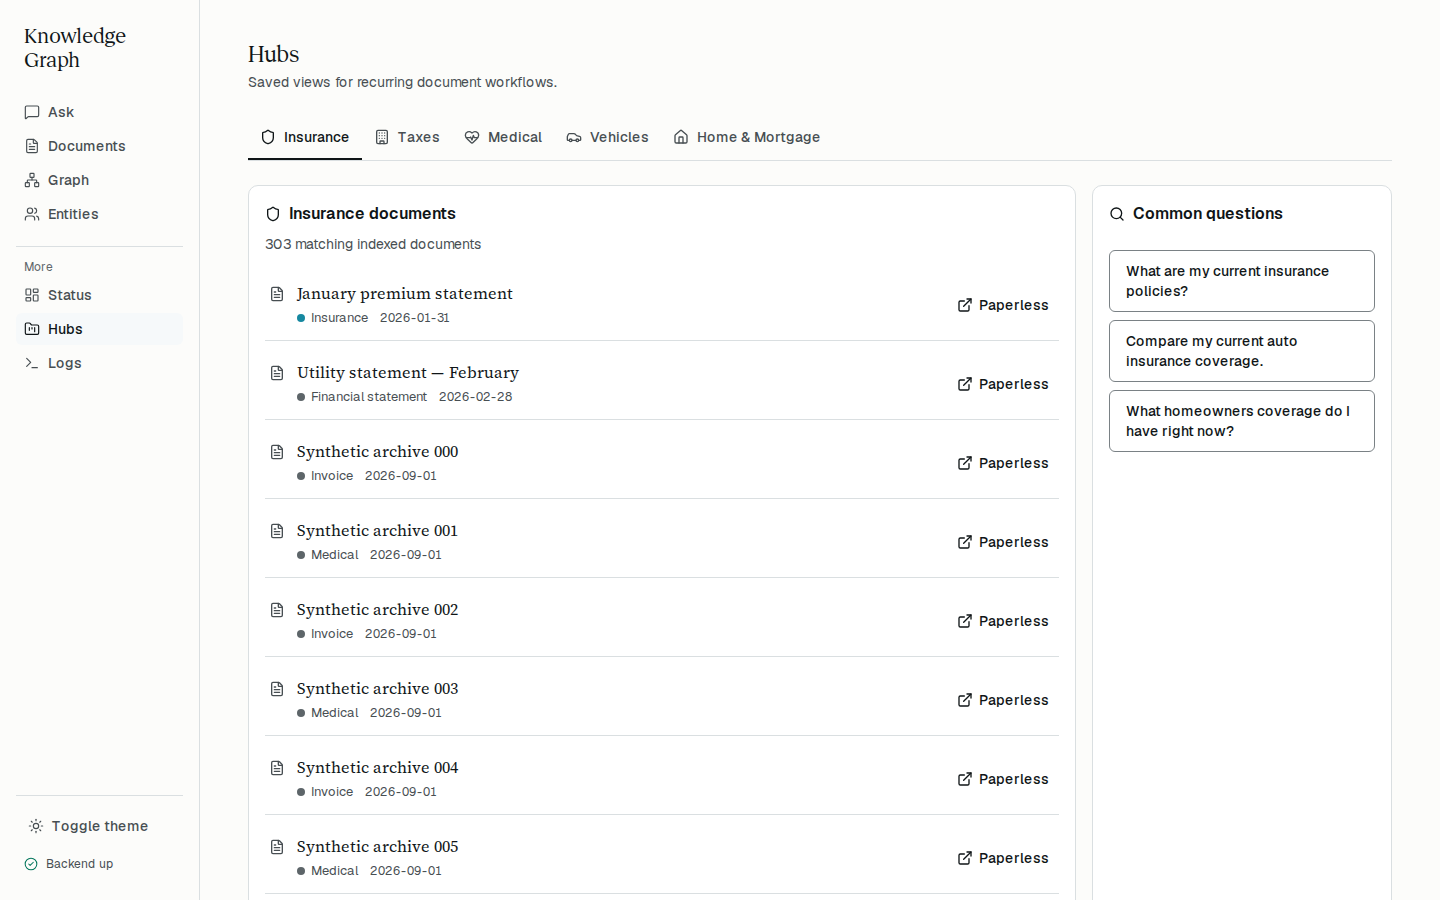 Knowledge
Graph
Ask
Documents
Graph
Entities
More
Status
Hubs
Logs
Toggle theme
Backend up
Hubs
Saved views for recurring document workflows.
Insurance
Taxes
Medical
Vehicles
Home & Mortgage
Insurance documents
303 matching indexed documents
January premium statement
Insurance 2026-01-31
Paperless
Utility statement — February
Financial statement 2026-02-28
Paperless
Synthetic archive 000
Invoice 2026-09-01
Paperless
Synthetic archive 001
Medical 2026-09-01
Paperless
Synthetic archive 002
Invoice 2026-09-01
Paperless
Synthetic archive 003
Medical 2026-09-01
Paperless
Synthetic archive 004
Invoice 2026-09-01
Paperless
Synthetic archive 005
Medical 2026-09-01
Paperless
Common questions
What are my current insurance
policies?
Compare my current auto
insurance coverage.
What homeowners coverage do I
have right now?